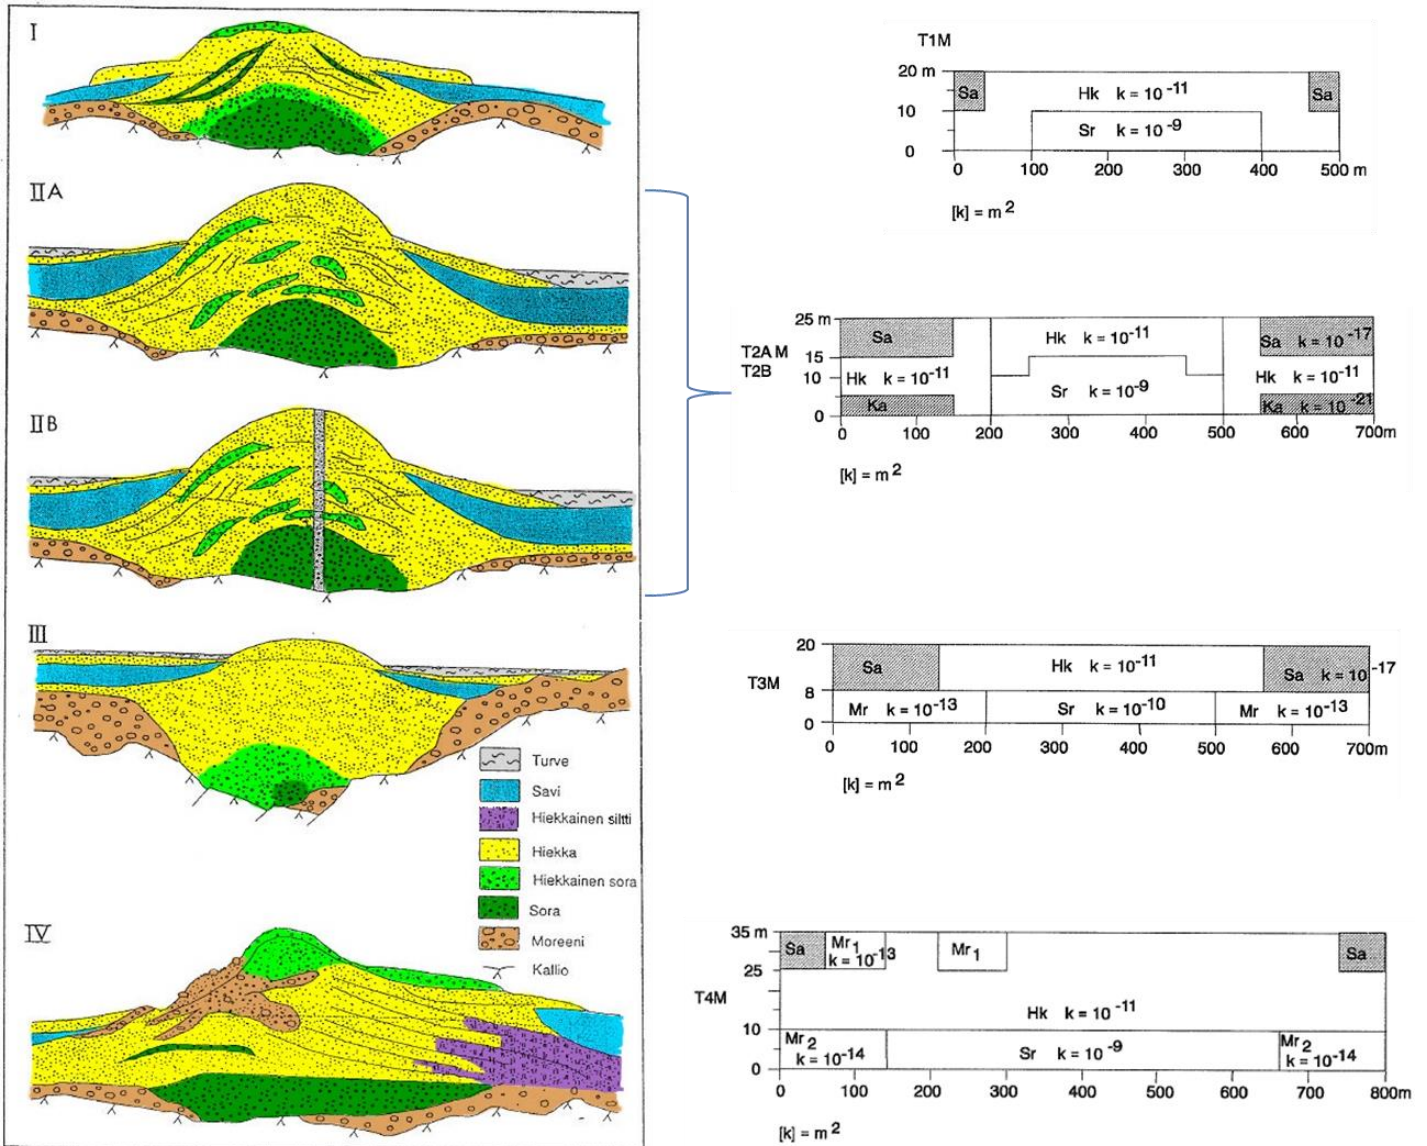 I
IIA
IIB
III
IV
Turve
Savi
Hiekkainen siltti
Hiekka
Hiekkainen sora
Sora
Moreeni
Kallio
T1M
20 m
10
0
Sa
Hk k = 10⁻¹¹
Sa
Sr k = 10⁻⁹
0 100 200 300 400 500 m
[k] = m²
T2A M
T2B
25 m
15
10
0
Sa
Hk k = 10⁻¹¹
Sa k = 10⁻¹⁷
Hk k = 10⁻¹¹
Sr k = 10⁻⁹
Hk k = 10⁻¹¹
Ka
Ka k = 10⁻²¹
0 100 200 300 400 500 600 700m
[k] = m²
T3M
20
8
0
Sa
Hk k = 10⁻¹¹
Sa k = 10⁻¹⁷
Mr k = 10⁻¹³
Sr k = 10⁻¹⁰
Mr k = 10⁻¹³
0 100 200 300 400 500 600 700m
[k] = m²
T4M
35 m
25
10
0
Sa
Mr₁
k = 10⁻¹³
Mr₁
Sa
Hk k = 10⁻¹¹
Mr₂
k = 10⁻¹⁴
Sr k = 10⁻⁹
Mr₂
k = 10⁻¹⁴
0 100 200 300 400 500 600 700 800m
[k] = m²